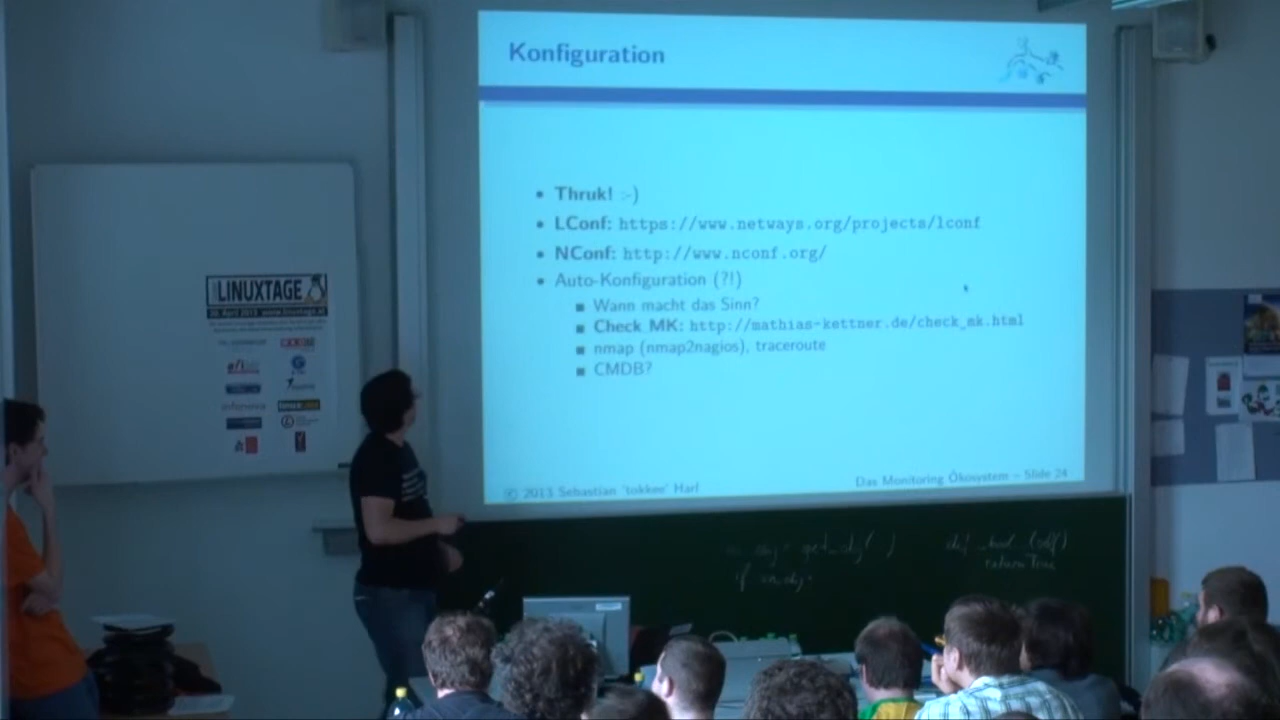 Konfiguration
• Thruk! :-)
• LConf: https://www.netways.org/projects/lconf
• NConf: http://www.nconf.org/
• Auto-Konfiguration (?!)
■ Wann macht das Sinn?
■ Check MK: http://mathias-kettner.de/check_mk.html
■ nmap (nmap2nagios), traceroute
■ CMDB?
© 2013 Sebastian 'tokkee' Harl
Das Monitoring Ökosystem – Slide 24
LINUXTAGE
return True